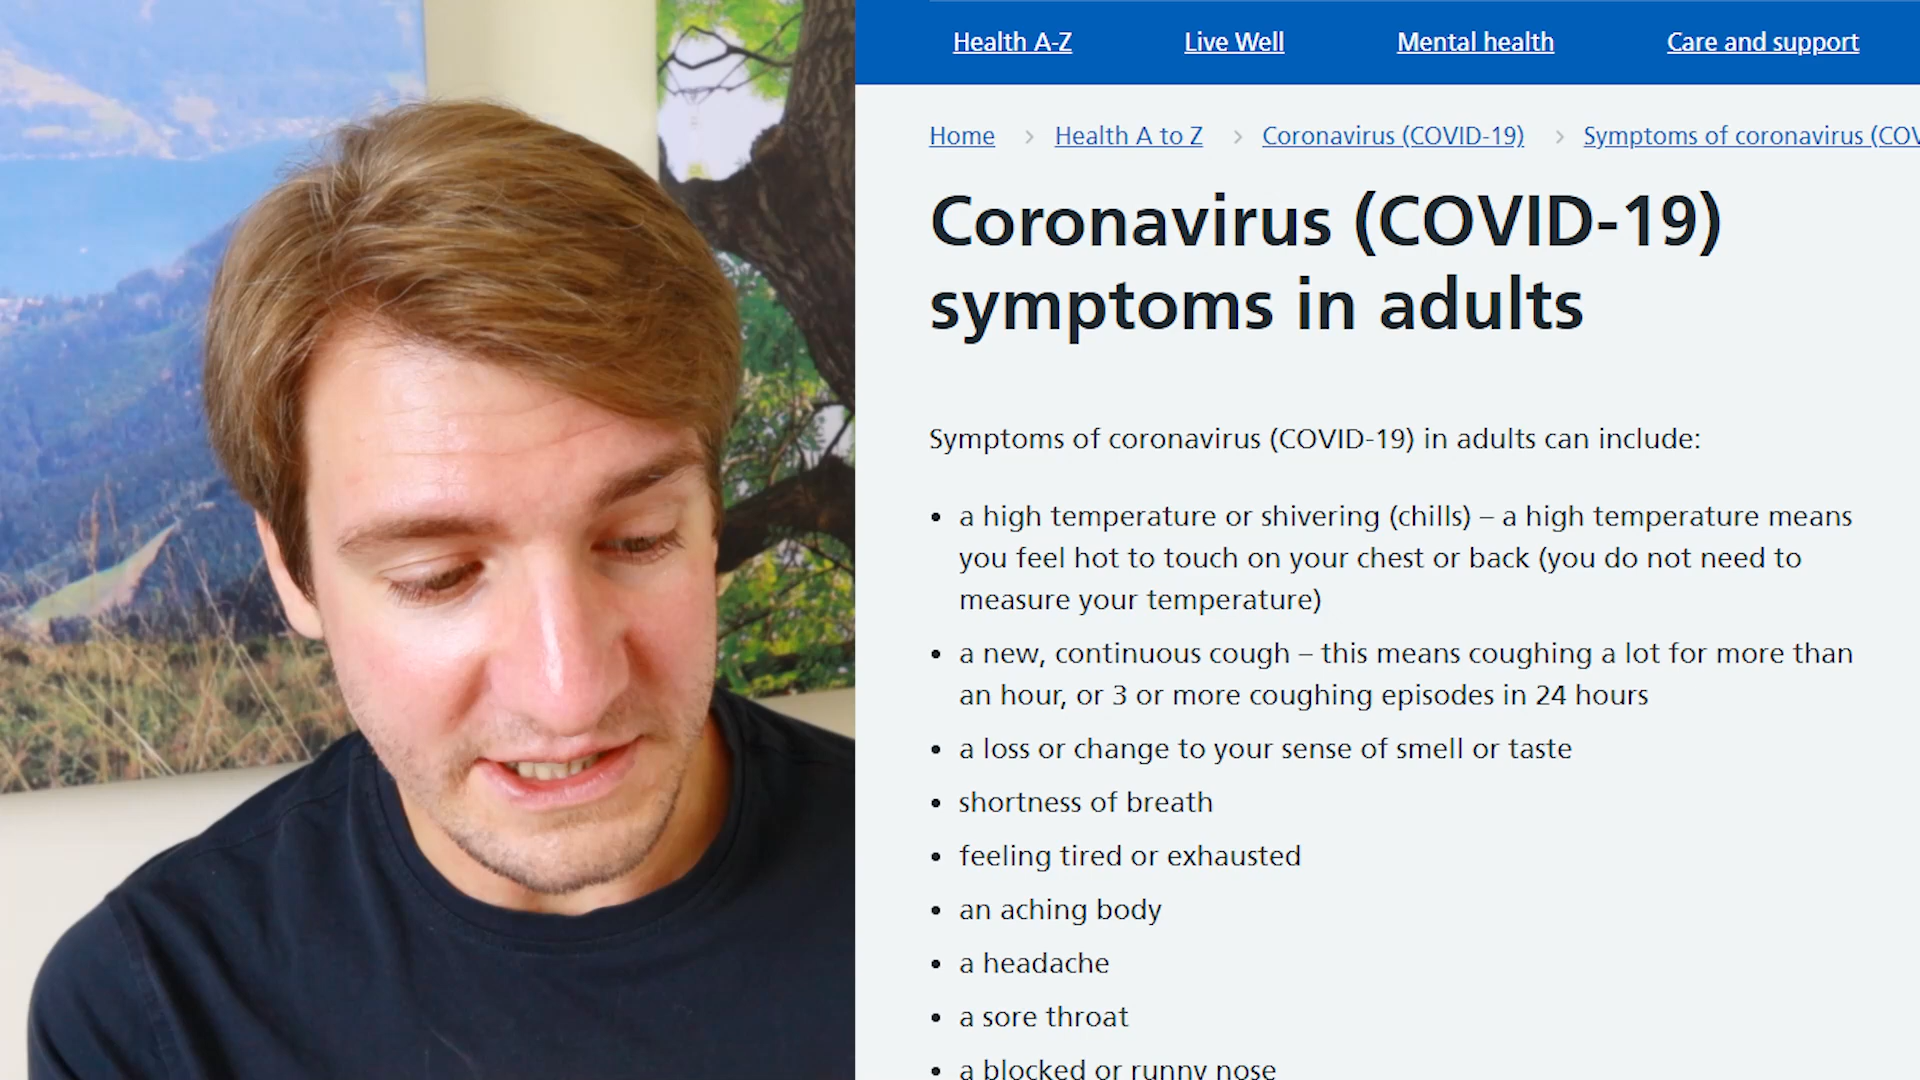 Health A-Z Live Well Mental health Care and support
Home > Health A to Z > Coronavirus (COVID-19) > Symptoms of coronavirus (COV
Coronavirus (COVID-19)
symptoms in adults
Symptoms of coronavirus (COVID-19) in adults can include:
• a high temperature or shivering (chills) – a high temperature means
you feel hot to touch on your chest or back (you do not need to
measure your temperature)
• a new, continuous cough – this means coughing a lot for more than
an hour, or 3 or more coughing episodes in 24 hours
• a loss or change to your sense of smell or taste
• shortness of breath
• feeling tired or exhausted
• an aching body
• a headache
• a sore throat
• a blocked or runny nose